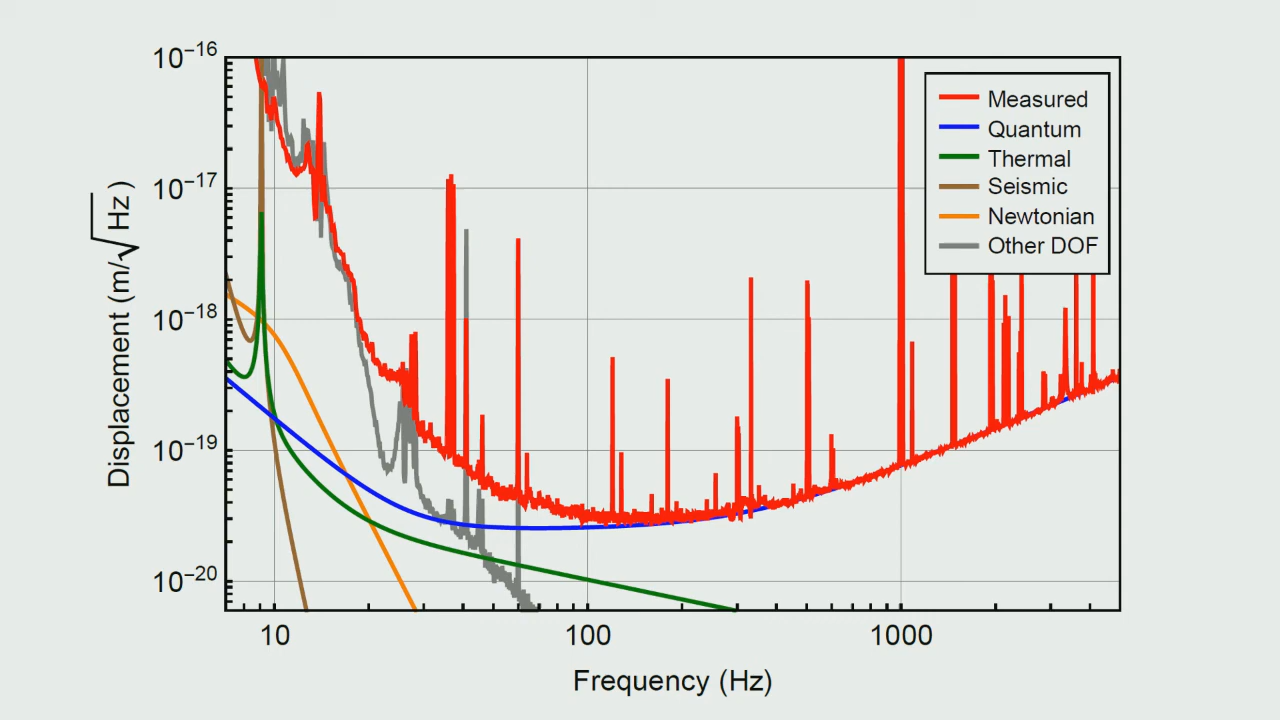 10−16
10−17
10−18
10−19
10−20
Displacement (m/√Hz)
Measured
Quantum
Thermal
Seismic
Newtonian
Other DOF
10
100
1000
Frequency (Hz)